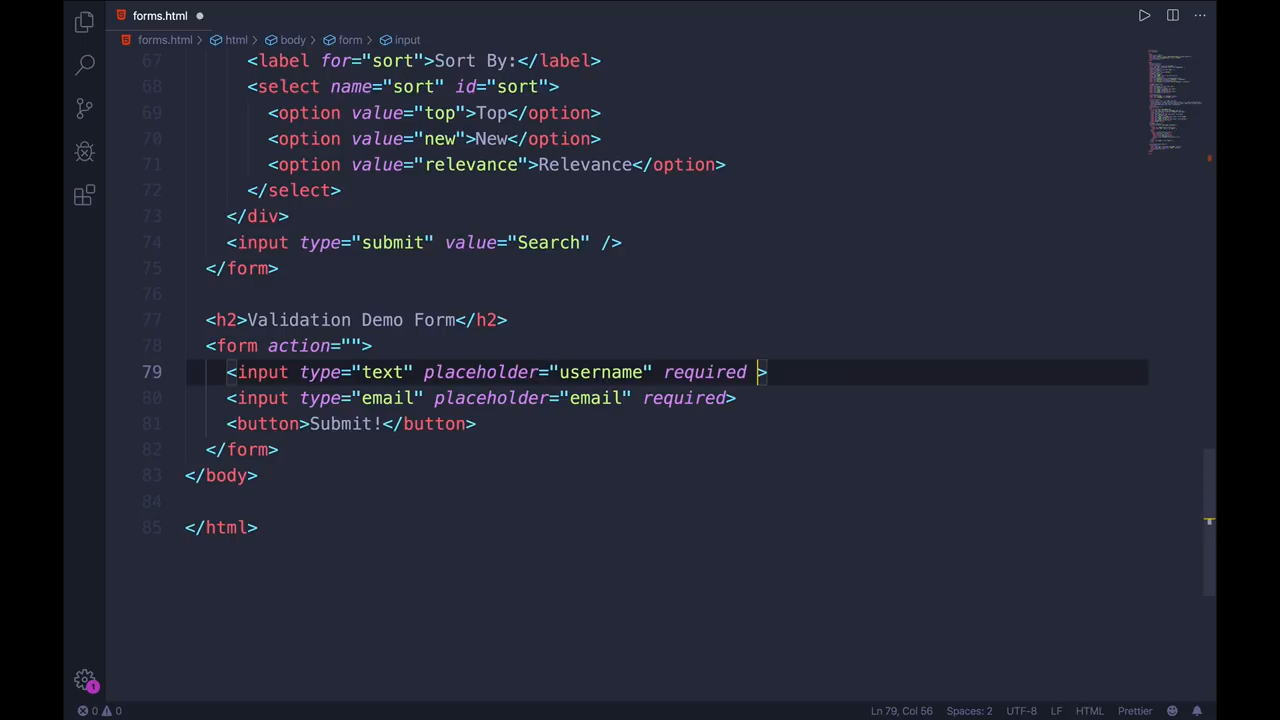 forms.html
forms.html > html > body > form > input
67 <label for="sort">Sort By:</label>
68 <select name="sort" id="sort">
69 <option value="top">Top</option>
70 <option value="new">New</option>
71 <option value="relevance">Relevance</option>
72 </select>
73 </div>
74 <input type="submit" value="Search" />
75 </form>
76
77 <h2>Validation Demo Form</h2>
78 <form action="">
79 <input type="text" placeholder="username" required >
80 <input type="email" placeholder="email" required>
81 <button>Submit!</button>
82 </form>
83 </body>
84
85 </html>
1
0 0 Ln 79, Col 56 Spaces: 2 UTF-8 LF HTML Prettier